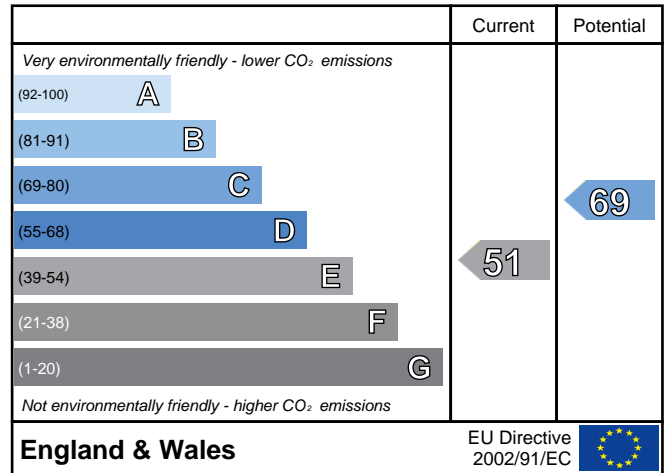 Current Potential
Very environmentally friendly - lower CO₂ emissions
(92-100) A
(81-91) B
(69-80) C
(55-68) D
(39-54) E
(21-38) F
(1-20) G
51
69
Not environmentally friendly - higher CO₂ emissions
England & Wales
EU Directive
2002/91/EC